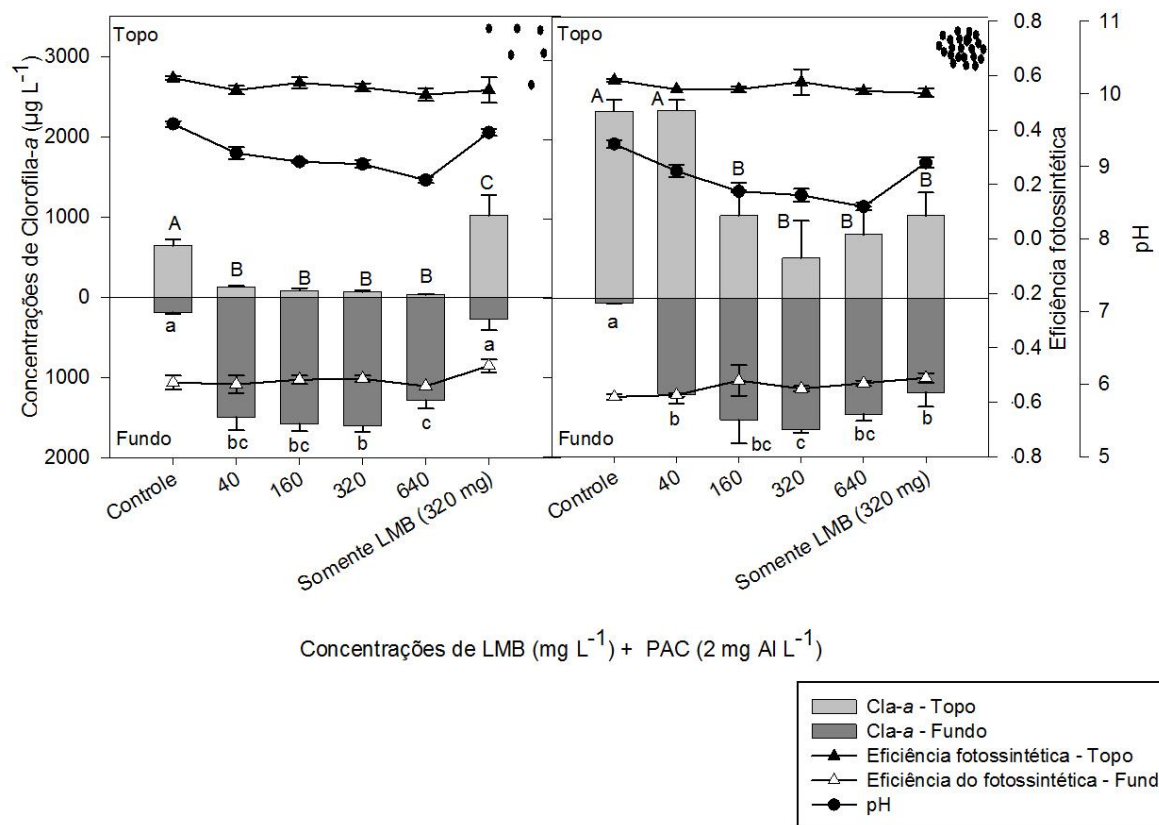 Topo
Topo
3000
2000
1000
0
1000
2000
Concentrações de Clorofila-a (µg L-1)
A
B
B
B
B
C
a
bc
bc
b
c
a
Fundo
A
A
B
B
B
B
a
b
bc
c
bc
b
Fundo
0.8
0.6
0.4
0.2
0.0
-0.2
0.4
-0.6
0.8
Eficiência fotossintética
11
10
9
8
7
6
5
pH
Controle
40
160
320
640
Somente LMB (320 mg)
Controle
40
160
320
640
Somente LMB (320 mg)
Concentrações de LMB (mg L-1) + PAC (2 mg Al L-1)
Cla-a - Topo
Cla-a - Fundo
Eficiência fotossintética - Topo
Eficiência do fotossintética - Fund
pH